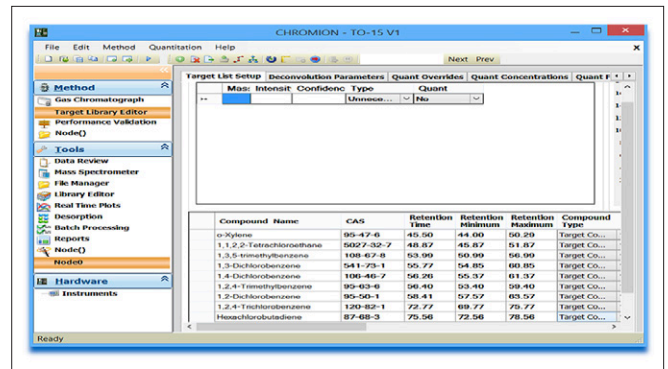 CHROMION - TO-15 V1
File Edit Method Quantitation Help
Next Prev
Target List Setup Deconvolution Parameters Quant Overrides Quant Concentrations Quant F
Method
Gas Chromatograph
Target Library Editor
Performance Validation
Node()
Tools
Data Review
Mass Spectrometer
File Manager
Library Editor
Real Time Plots
Desorption
Batch Processing
Reports
Node()
Node0
Hardware
Instruments
Mas: Intensit Confidenc Type Quant
Unnece... No
Compound Name CAS Retention Time Retention Minimum Retention Maximum Compound Type
o-Xylene 95-47-6 45.50 44.00 50.29 Target Co...
1,1,2,2-Tetrachloroethane 5027-32-7 48.87 45.87 51.87 Target Co...
1,3,5-trimethylbenzene 108-67-8 53.99 50.99 56.99 Target Co...
1,3-Dichlorobenzene 541-73-1 55.77 54.85 60.85 Target Co...
1,4-Dichlorobenzene 106-46-7 56.26 55.37 61.37 Target Co...
1,2,4-Trimethylbenzene 95-63-6 56.40 53.40 59.40 Target Co...
1,2-Dichlorobenzene 95-50-1 58.41 57.57 63.57 Target Co...
1,2,4-Trichlorobenzene 120-82-1 72.77 69.77 75.77 Target Co...
Hexachlorobutadiene 87-68-3 75.56 72.56 78.56 Target Co...
Ready